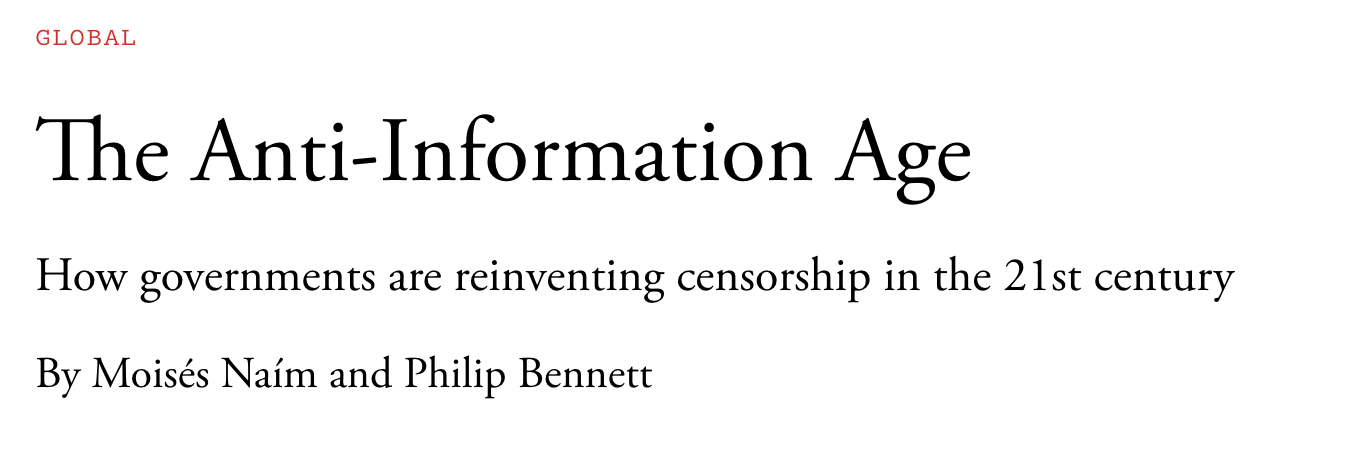 GLOBAL
The Anti-Information Age
How governments are reinventing censorship in the 21st century
By Moisés Naím and Philip Bennett